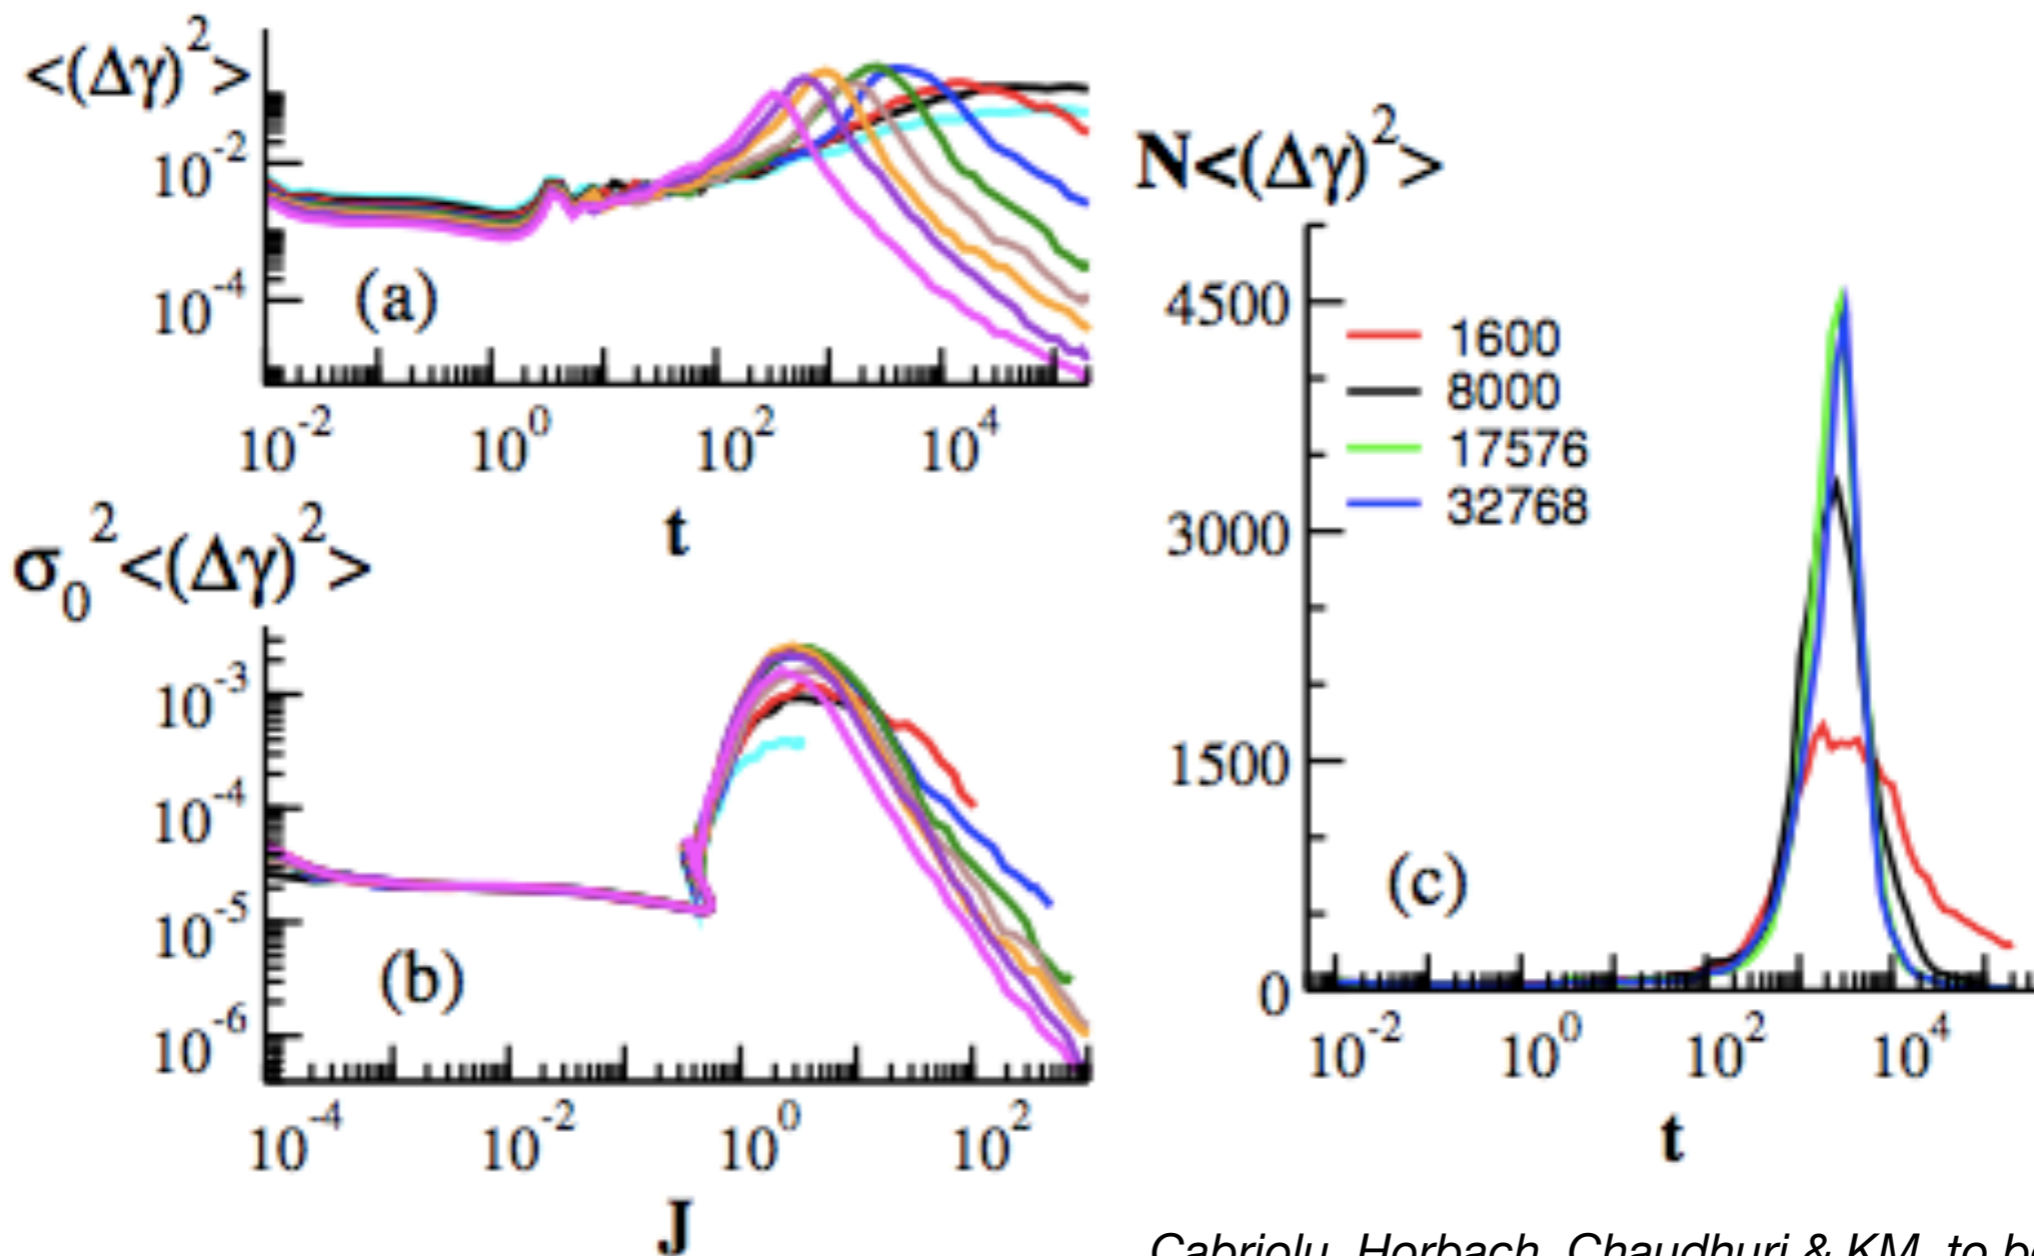 <(Δγ)²>
10⁻²
10⁻⁴
(a)
10⁻² 10⁰ 10² 10⁴
t
σ₀²<(Δγ)²>
10⁻³
10⁻⁴
10⁻⁵
10⁻⁶
(b)
10⁻⁴ 10⁻² 10⁰ 10²
J
N<(Δγ)²>
4500
3000
1500
0
1600
8000
17576
32768
(c)
10⁻² 10⁰ 10² 10⁴
t
Cabriolu, Horbach, Chaudhuri & KM, to b